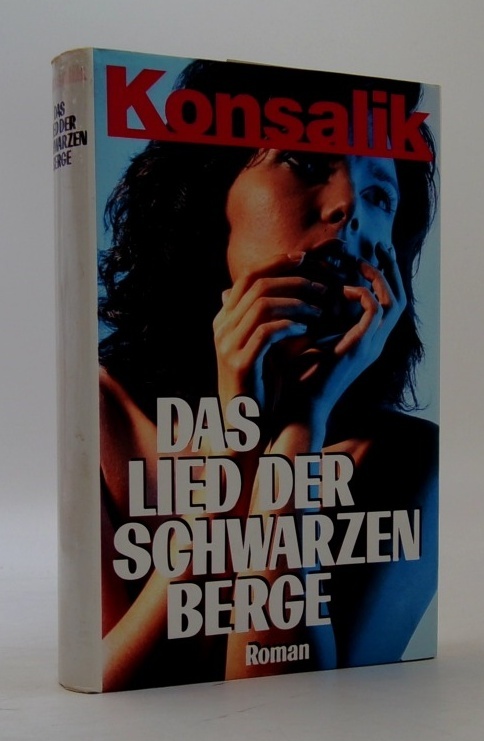 Konsalik
DAS
LIED DER
SCHWARZEN
BERGE
Roman
DAS
LIED DER
SCHWARZEN
BERGE